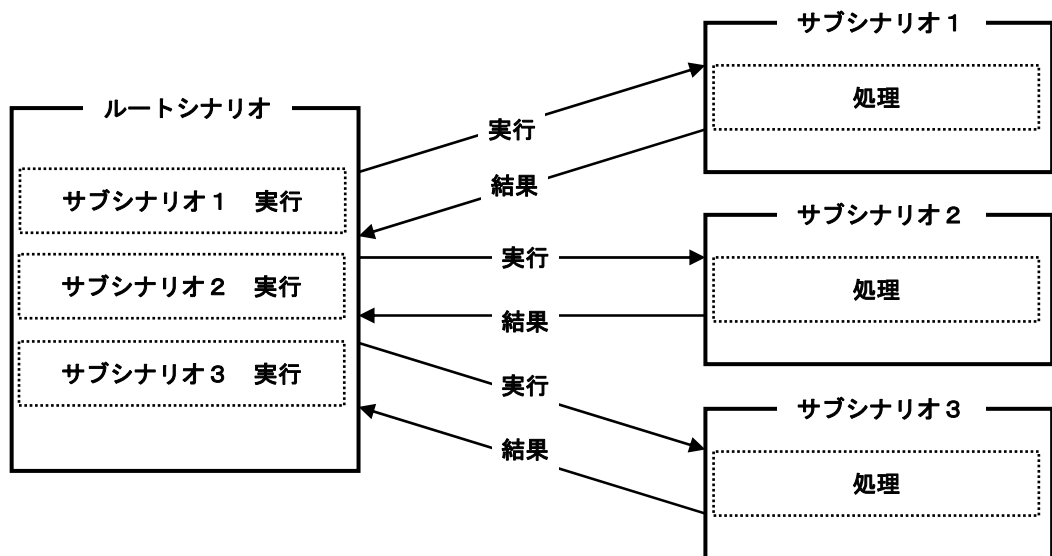 ルートシナリオ
サブシナリオ１　実行
サブシナリオ２　実行
サブシナリオ３　実行
実行
結果
実行
結果
実行
結果
サブシナリオ１
処理
サブシナリオ２
処理
サブシナリオ３
処理